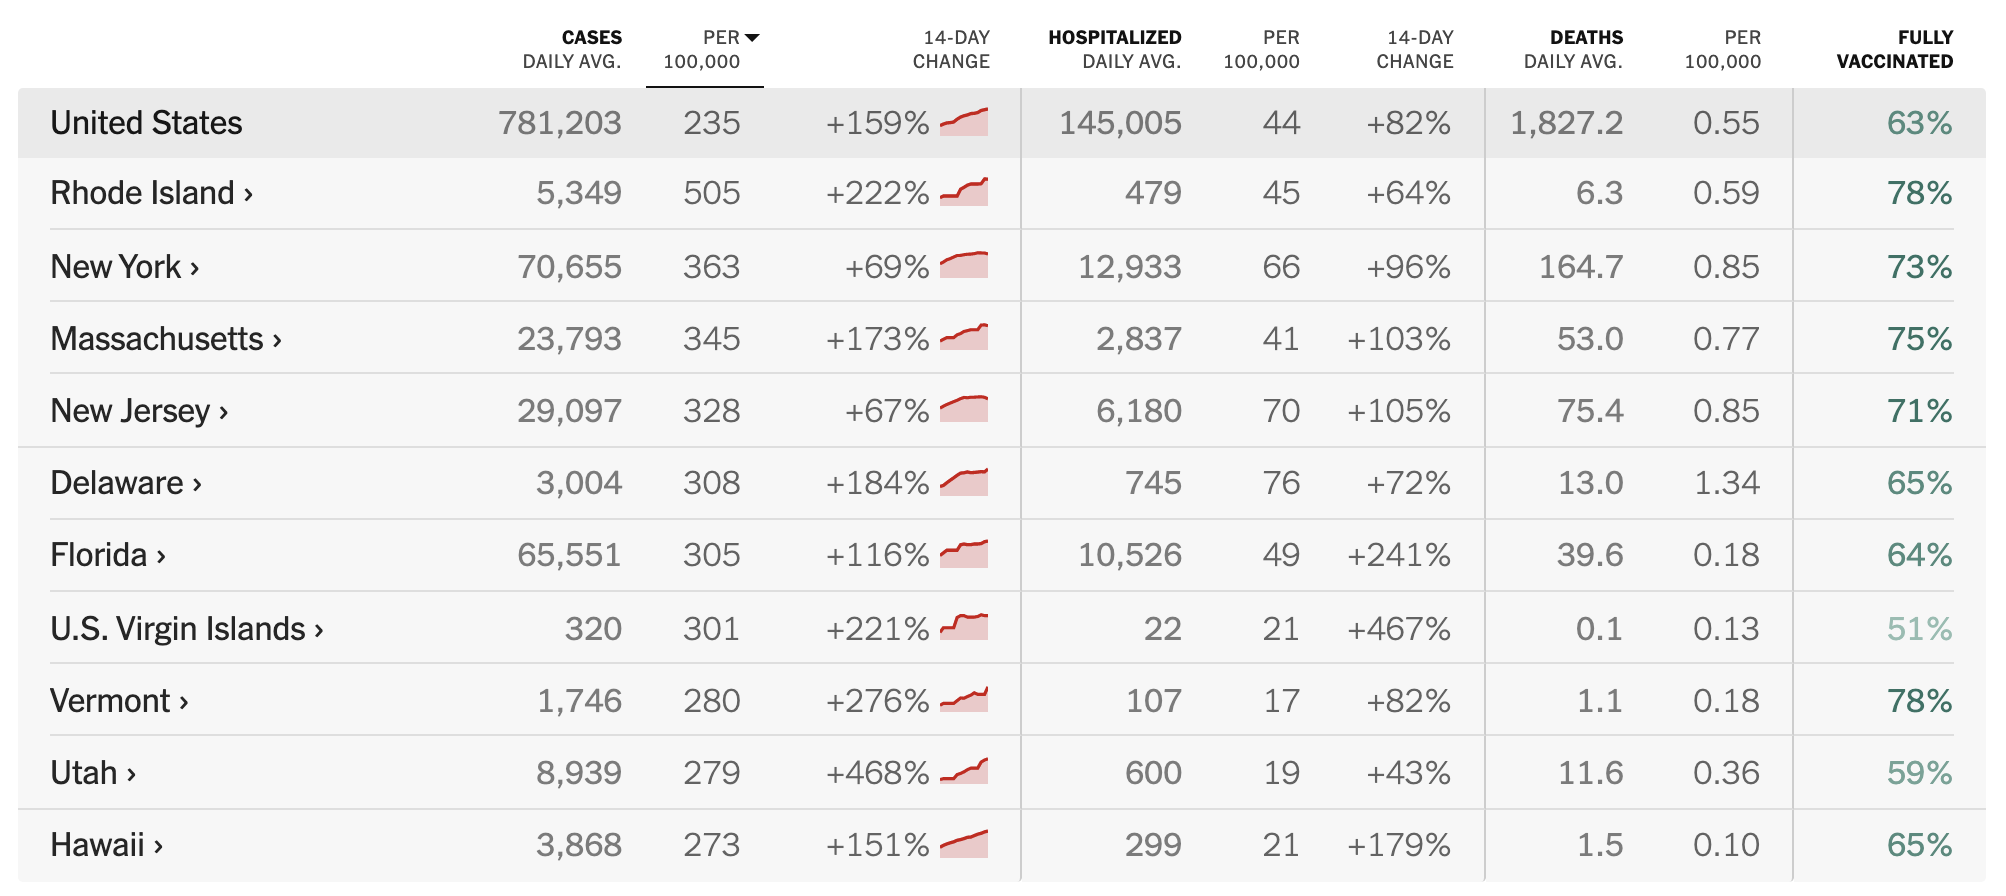 CASES PER 14-DAY HOSPITALIZED PER 14-DAY DEATHS PER FULLY
DAILY AVG. 100,000 CHANGE DAILY AVG. 100,000 CHANGE DAILY AVG. 100,000 VACCINATED
United States 781,203 235 +159% 145,005 44 +82% 1,827.2 0.55 63%
Rhode Island › 5,349 505 +222% 479 45 +64% 6.3 0.59 78%
New York › 70,655 363 +69% 12,933 66 +96% 164.7 0.85 73%
Massachusetts › 23,793 345 +173% 2,837 41 +103% 53.0 0.77 75%
New Jersey › 29,097 328 +67% 6,180 70 +105% 75.4 0.85 71%
Delaware › 3,004 308 +184% 745 76 +72% 13.0 1.34 65%
Florida › 65,551 305 +116% 10,526 49 +241% 39.6 0.18 64%
U.S. Virgin Islands › 320 301 +221% 22 21 +467% 0.1 0.13 51%
Vermont › 1,746 280 +276% 107 17 +82% 1.1 0.18 78%
Utah › 8,939 279 +468% 600 19 +43% 11.6 0.36 59%
Hawaii › 3,868 273 +151% 299 21 +179% 1.5 0.10 65%